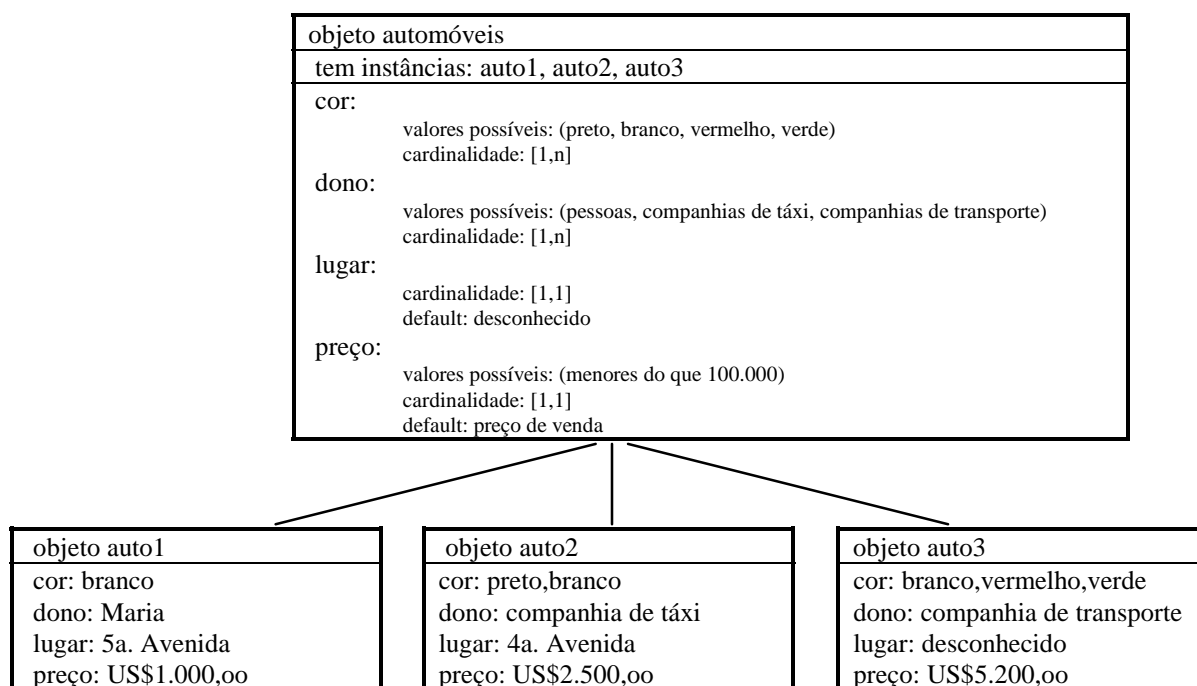 objeto automóveis
tem instâncias: auto1, auto2, auto3
cor:
valores possíveis: (preto, branco, vermelho, verde)
cardinalidade: [1,n]
dono:
valores possíveis: (pessoas, companhias de táxi, companhias de transporte)
cardinalidade: [1,n]
lugar:
cardinalidade: [1,1]
default: desconhecido
preço:
valores possíveis: (menores do que 100.000)
cardinalidade: [1,1]
default: preço de venda
objeto auto1
cor: branco
dono: Maria
lugar: 5a. Avenida
preço: US$1.000,oo
objeto auto2
cor: preto,branco
dono: companhia de táxi
lugar: 4a. Avenida
preço: US$2.500,oo
objeto auto3
cor: branco,vermelho,verde
dono: companhia de transporte
lugar: desconhecido
preço: US$5.200,oo